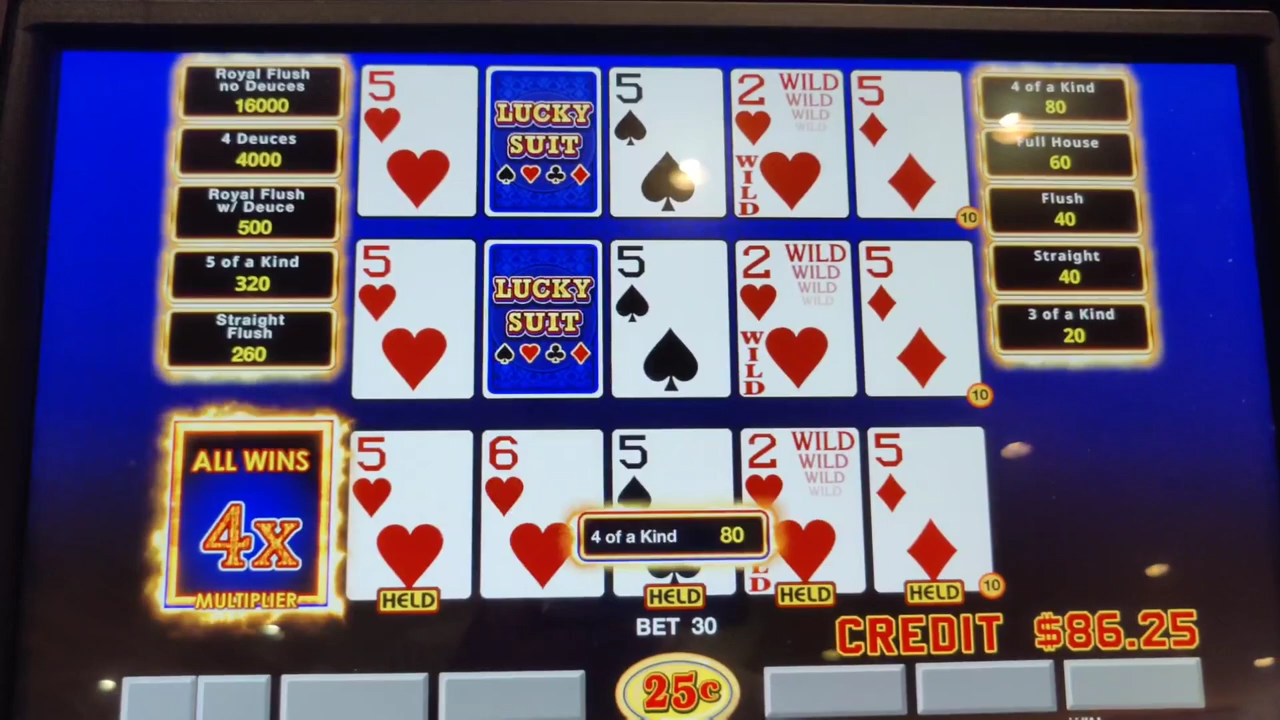 Royal Flush
no Deuces
16000
4 Deuces
4000
Royal Flush
w/ Deuce
500
5 of a Kind
320
Straight
Flush
260
4 of a Kind
80
Full House
60
Flush
40
Straight
40
3 of a Kind
20
5
LUCKY
SUIT
5
2
WILD
WILD
WILD
WILD
WILD
5
10
5
LUCKY
SUIT
5
2
WILD
WILD
WILD
WILD
WILD
5
10
ALL WINS
4x
MULTIPLIER
5
6
5
2
WILD
WILD
WILD
WILD
5
4 of a Kind 80
HELD
HELD
HELD
HELD
10
BET 30
CREDIT $86.25
25¢